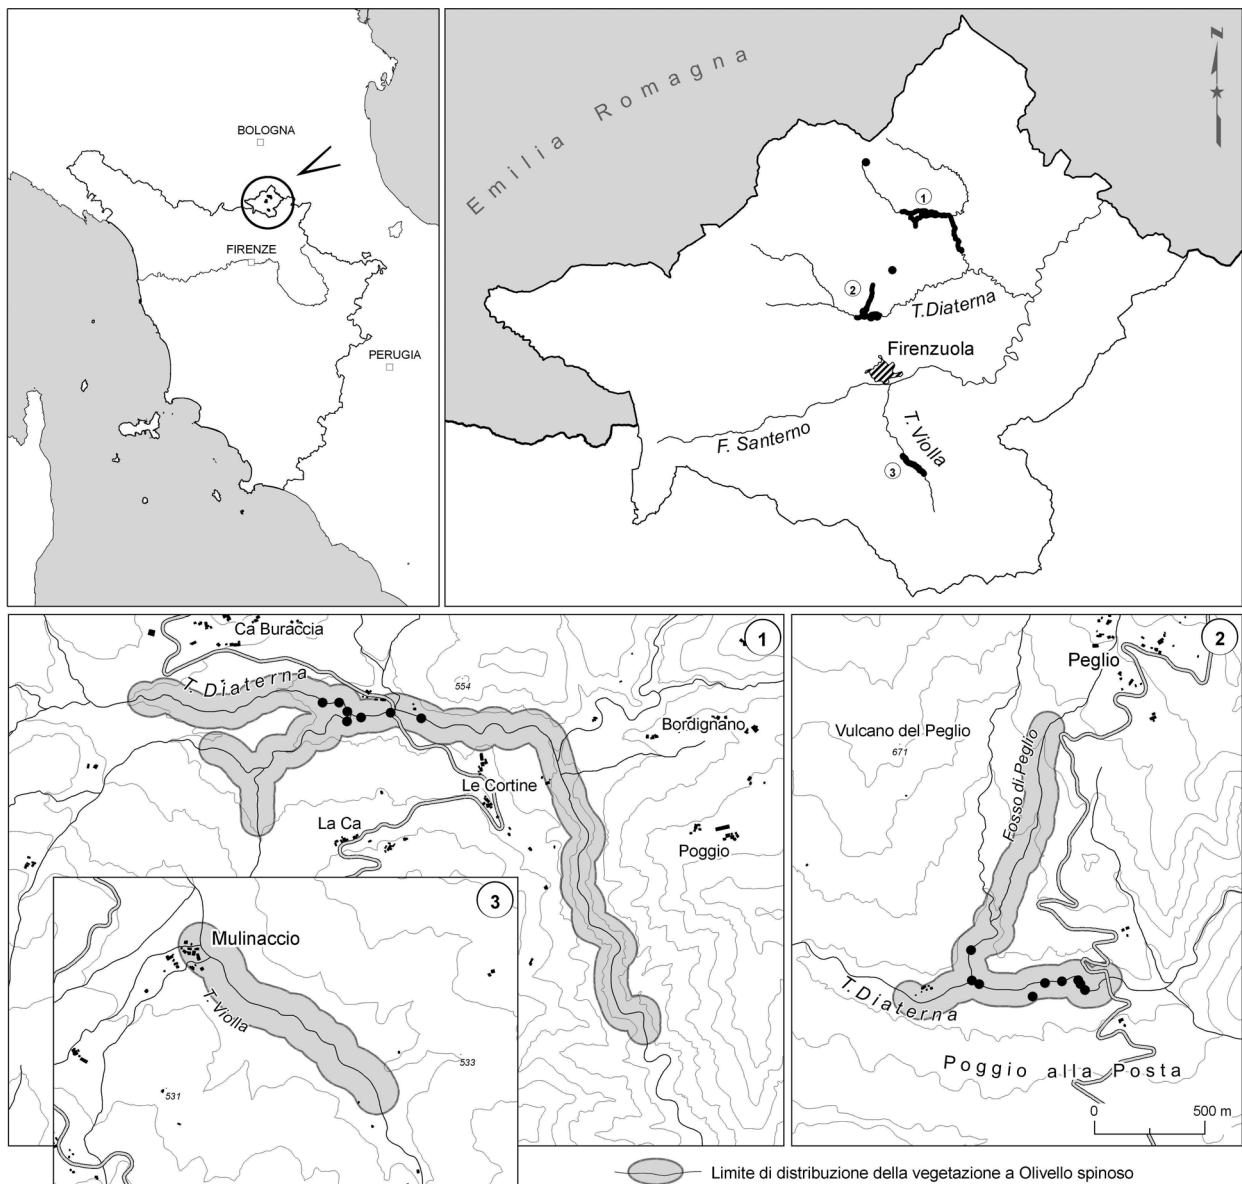 BOLOGNA
FIRENZE
PERUGIA
Emilia Romagna
N
1
2
T.Diaterna
Firenzuola
F. Santerno
T. Violla
3
Ca Buraccia
1
T. Diaterna
554
Bordignano
Le Cortine
La Ca
Poggio
3
Mulinaccio
T. Violla
533
531
2
Peglio
Vulcano del Peglio
671
Fosso di Peglio
T. Diaterna
Poggio alla Posta
0 500 m
Limite di distribuzione della vegetazione a Olivello spinoso